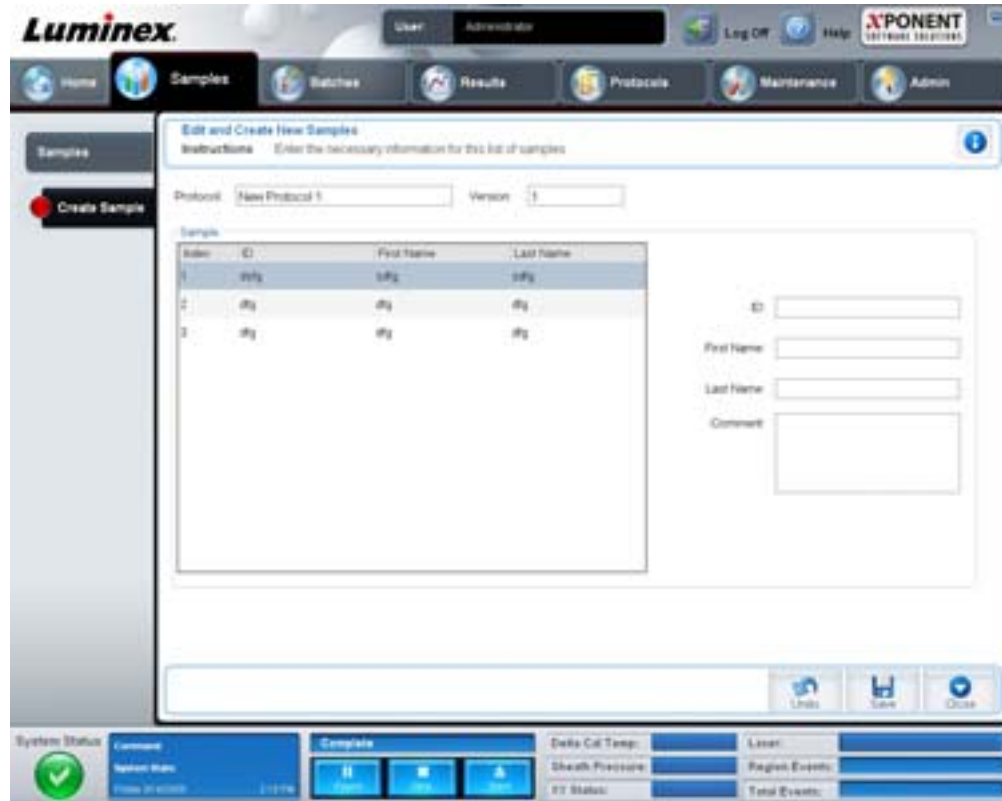 Luminex
User: Administrator
Log Off
Help
XPONENT
SOFTWARE SOLUTIONS
Home
Samples
Batches
Results
Protocols
Maintenance
Admin
Samples
Create Sample
Edit and Create New Samples
Instructions Enter the necessary information for this list of samples
Protocol New Protocol 1 Version 1
Sample
Index ID First Name Last Name
1
2 dfg dfg dfg
3 dfg dfg dfg
ID
First Name
Last Name
Comment
Undo
Save
Close
System Status
Command
System State
Complete
Delta Cal Temp:
Sheath Pressure
XY Status:
Laser:
Region Events:
Total Events: